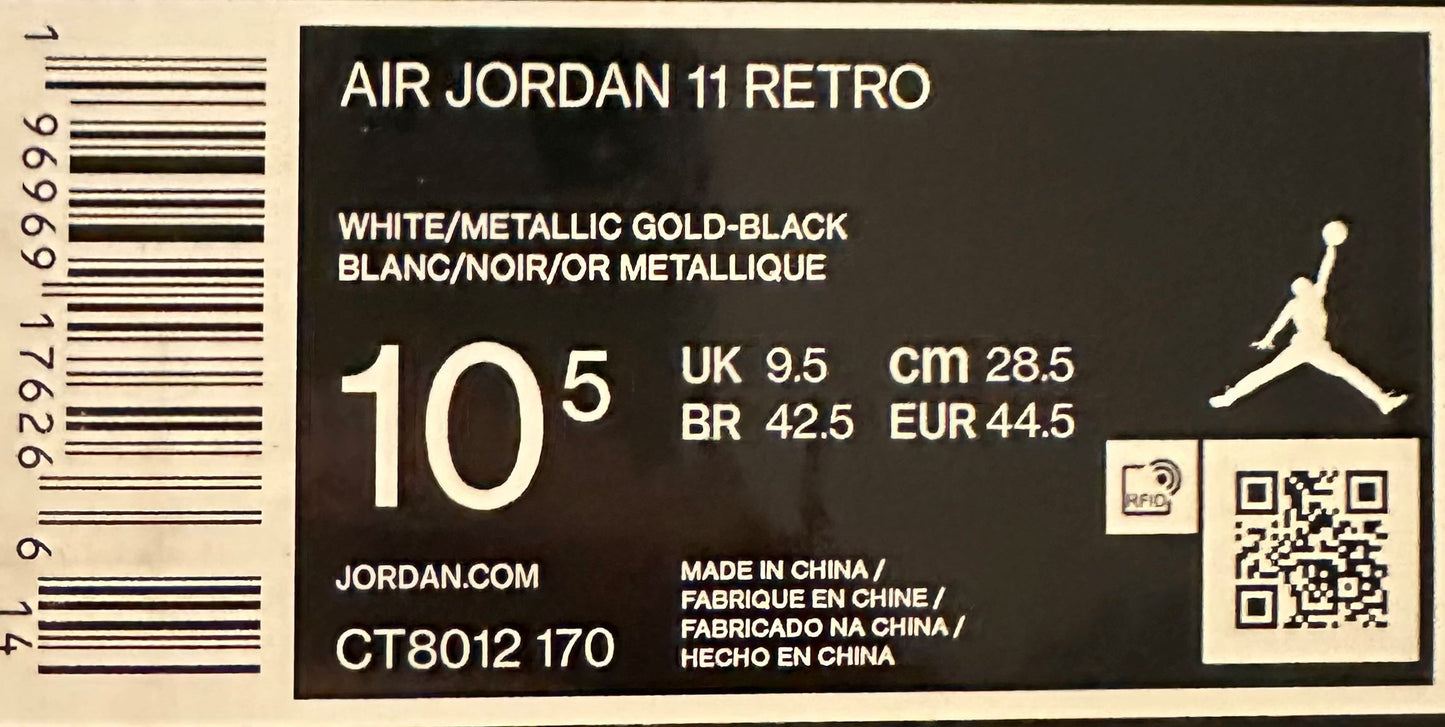 1 96969 17626 6 14
AIR JORDAN 11 RETRO
WHITE/METALLIC GOLD-BLACK
BLANC/NOIR/OR METALLIQUE
10 5
UK 9.5 cm 28.5
BR 42.5 EUR 44.5
RFID
JORDAN.COM
CT8012 170
MADE IN CHINA /
FABRIQUE EN CHINE /
FABRICADO NA CHINA /
HECHO EN CHINA